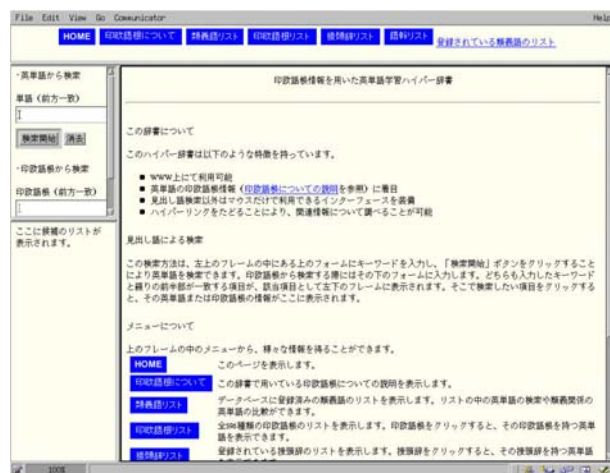 File Edit View Go Communicator Help
HOME 印欧語根について 類義語リスト 印欧語根リスト 接頭辞リスト 語幹リスト 登録されている類義語のリスト
・英単語から検索
単語（前方一致）
検索開始 消去
・印欧語根から検索
印欧語根（前方一致）
ここに候補のリストが
表示されます。
印欧語根情報を用いた英単語学習ハイパー辞書
この辞書について
このハイパー辞書は以下のような特徴を持っています。
■ WWW上にて利用可能
■ 英単語の印欧語根情報（印欧語根についての説明を参照）に着目
■ 見出し語検索以外はマウスだけで利用できるインターフェースを装備
■ ハイパーリンクをたどることにより、関連情報について調べることが可能
見出し語による検索
この検索方法は、左上のフレームの中にある上のフォームにキーワードを入力し、「検索開始」ボタンをクリックすること
により英単語を検索できます。印欧語根から検索する際にはその下のフォームに入力します。どちらも入力したキーワード
と綴りの前半部が一致する項目が、該当項目として左下のフレームに表示されます。そこで検索したい項目をクリックする
と、その英単語または印欧語根の情報がここに表示されます。
メニューについて
上のフレームの中のメニューから、様々な情報を得ることができます。
HOME このページを表示します。
印欧語根について この辞書で用いている印欧語根についての説明を表示します。
類義語リスト データベースに登録済みの類義語のリストを表示します。リストの中の英単語の検索や類義関係の
英単語の比較ができます。
印欧語根リスト 種類の印欧語根のリストを表示します。印欧語根をクリックすると、その印欧語根を持つ英単
語を表示できます。
接頭辞リスト 登録されている接頭辞のリストを表示します。接頭辞をクリックすると、その接頭辞を持つ英単語
100%